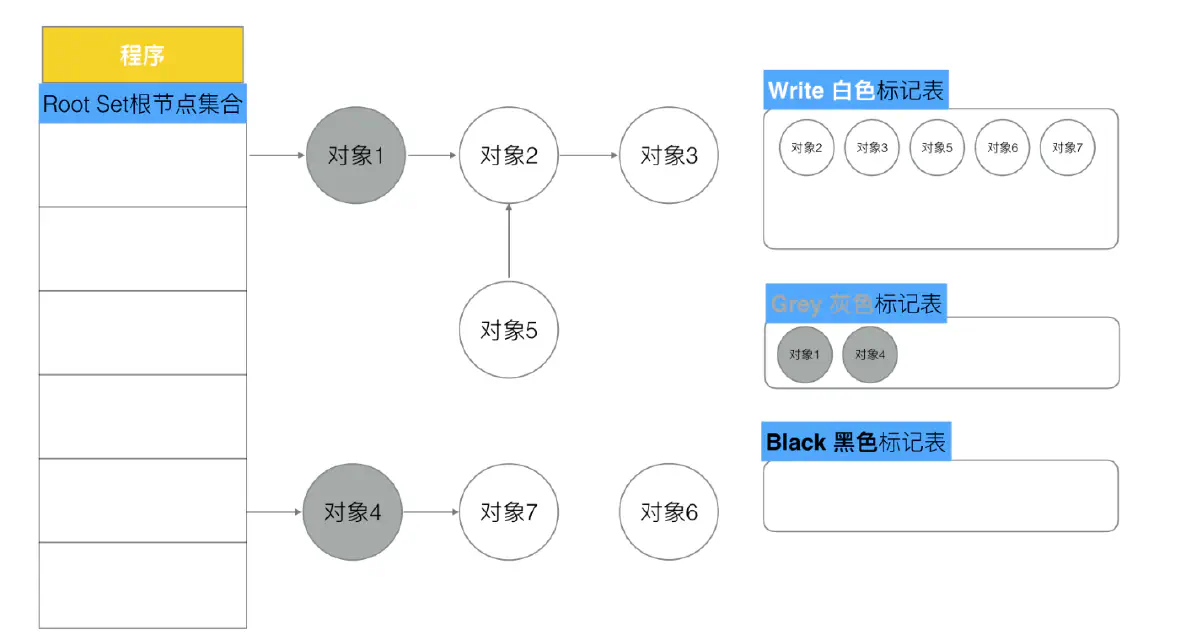 程序
Root Set根节点集合
对象1
对象2
对象3
对象5
对象4
对象7
对象6
Write 白色标记表
对象2
对象3
对象5
对象6
对象7
Grey 灰色标记表
对象1
对象4
Black 黑色标记表